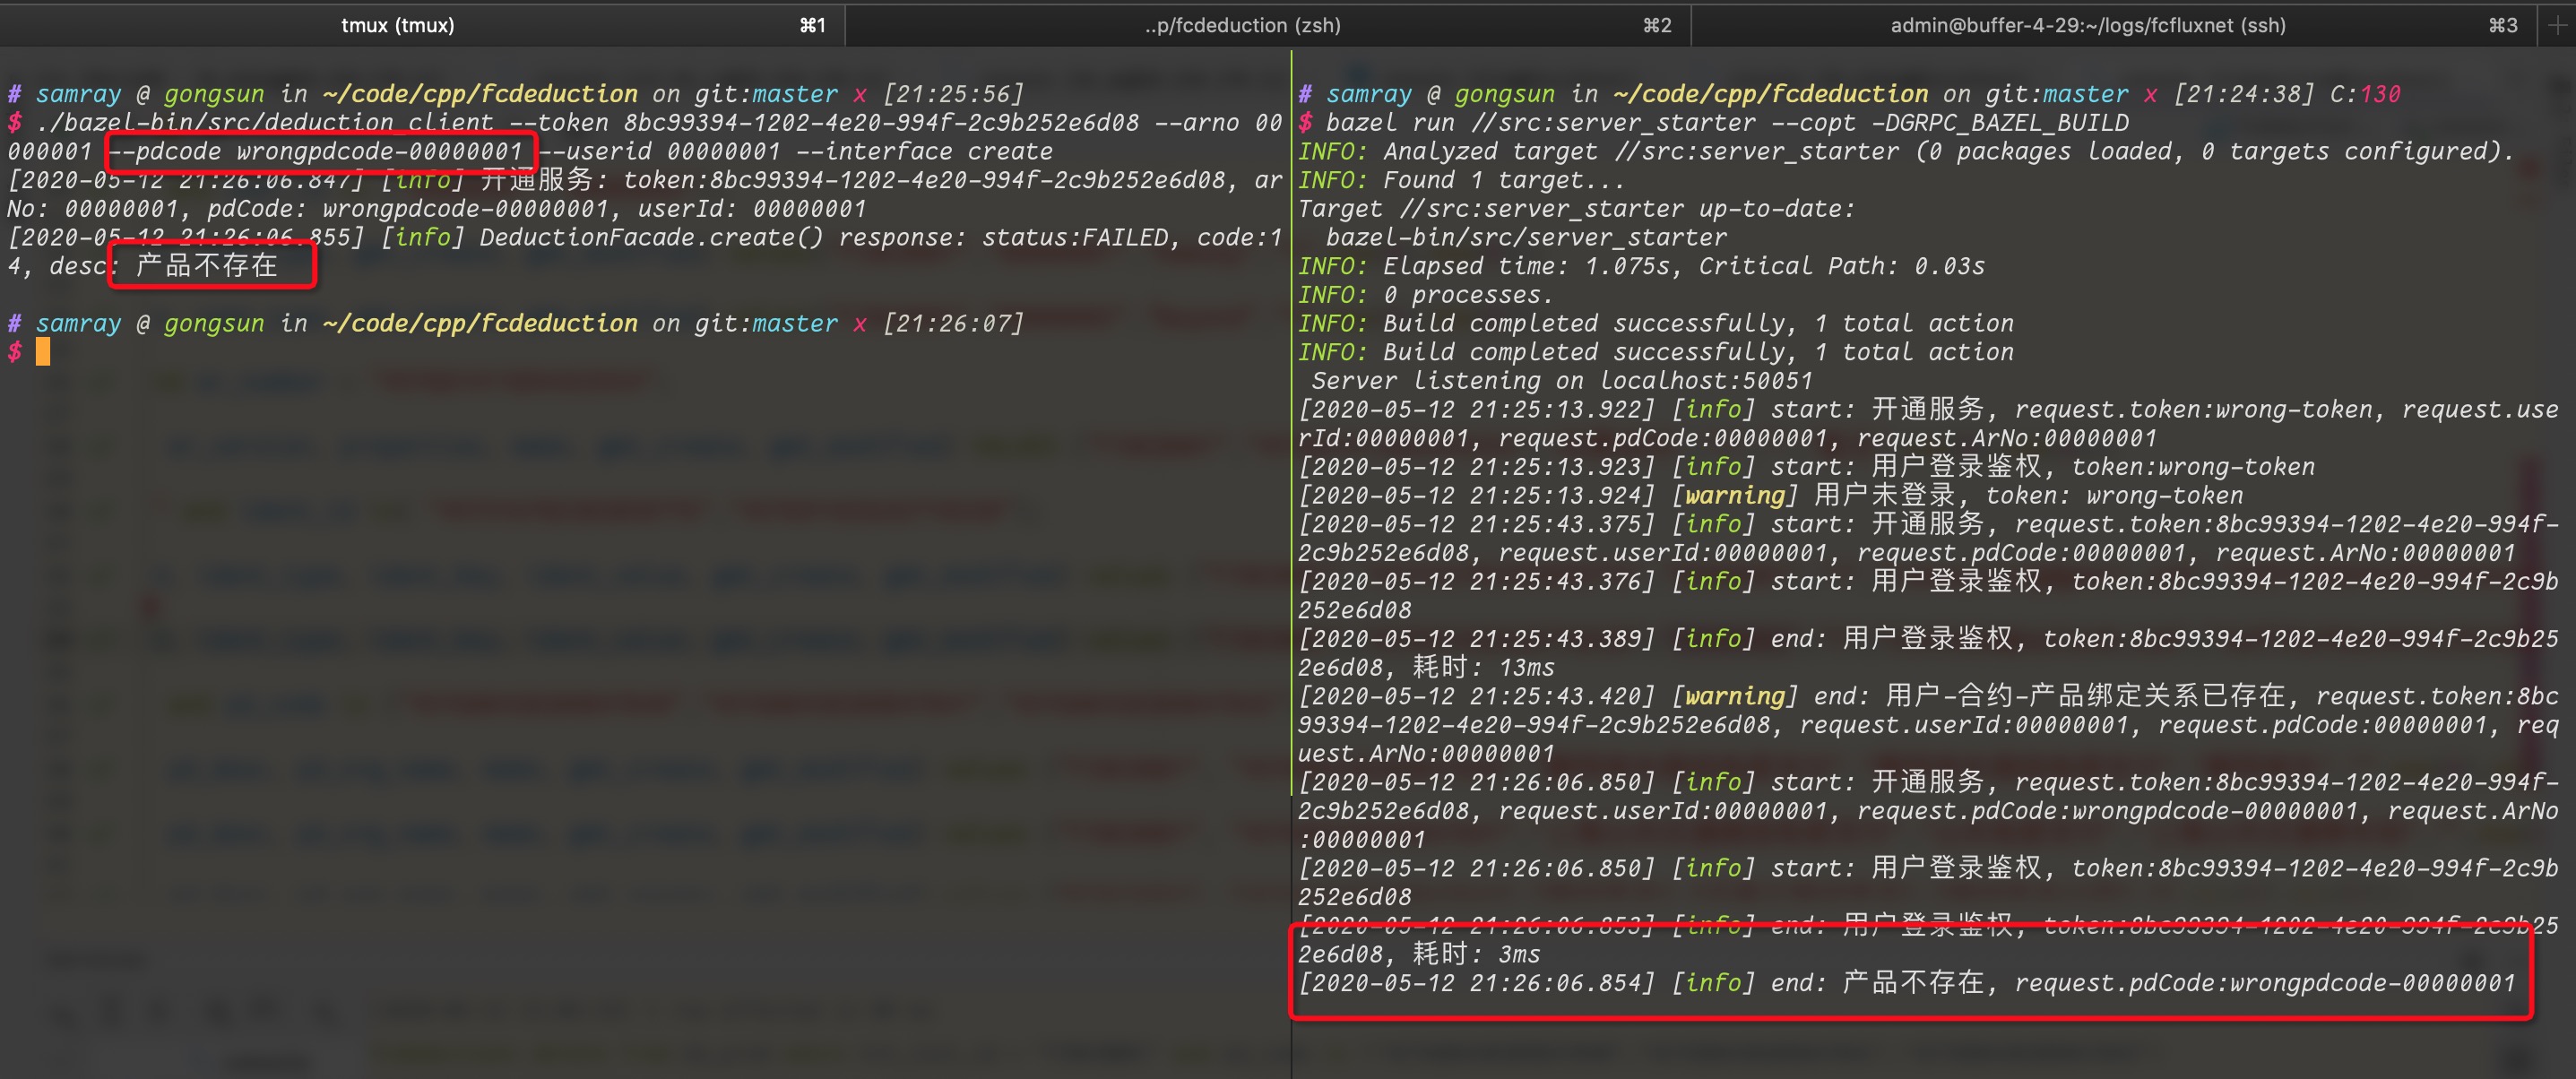 tmux (tmux) ⌘1 ..p/fcdeduction (zsh) ⌘2 admin@buffer-4-29:~/logs/fcfluxnet (ssh) ⌘3
# samray @ gongsun in ~/code/cpp/fcdeduction on git:master x [21:25:56]
$ ./bazel-bin/src/deduction_client --token 8bc99394-1202-4e20-994f-2c9b252e6d08 --arno 00
000001 --pdcode wrongpdcode-00000001 --userid 00000001 --interface create
[2020-05-12 21:26:06.847] [info] 开通服务: token:8bc99394-1202-4e20-994f-2c9b252e6d08, ar
No: 00000001, pdCode: wrongpdcode-00000001, userId: 00000001
[2020-05-12 21:26:06.855] [info] DeductionFacade.create() response: status:FAILED, code:1
4, desc: 产品不存在
# samray @ gongsun in ~/code/cpp/fcdeduction on git:master x [21:26:07]
$
# samray @ gongsun in ~/code/cpp/fcdeduction on git:master x [21:24:38] C:130
$ bazel run //src:server_starter --copt -DGRPC_BAZEL_BUILD
INFO: Analyzed target //src:server_starter (0 packages loaded, 0 targets configured).
INFO: Found 1 target...
Target //src:server_starter up-to-date:
bazel-bin/src/server_starter
INFO: Elapsed time: 1.075s, Critical Path: 0.03s
INFO: 0 processes.
INFO: Build completed successfully, 1 total action
INFO: Build completed successfully, 1 total action
Server listening on localhost:50051
[2020-05-12 21:25:13.922] [info] start: 开通服务, request.token:wrong-token, request.use
rId:00000001, request.pdCode:00000001, request.ArNo:00000001
[2020-05-12 21:25:13.923] [info] start: 用户登录鉴权, token:wrong-token
[2020-05-12 21:25:13.924] [warning] 用户未登录, token: wrong-token
[2020-05-12 21:25:43.375] [info] start: 开通服务, request.token:8bc99394-1202-4e20-994f-
2c9b252e6d08, request.userId:00000001, request.pdCode:00000001, request.ArNo:00000001
[2020-05-12 21:25:43.376] [info] start: 用户登录鉴权, token:8bc99394-1202-4e20-994f-2c9b
252e6d08
[2020-05-12 21:25:43.389] [info] end: 用户登录鉴权, token:8bc99394-1202-4e20-994f-2c9b25
2e6d08, 耗时: 13ms
[2020-05-12 21:25:43.420] [warning] end: 用户-合约-产品绑定关系已存在, request.token:8bc
99394-1202-4e20-994f-2c9b252e6d08, request.userId:00000001, request.pdCode:00000001, req
uest.ArNo:00000001
[2020-05-12 21:26:06.850] [info] start: 开通服务, request.token:8bc99394-1202-4e20-994f-
2c9b252e6d08, request.userId:00000001, request.pdCode:wrongpdcode-00000001, request.ArNo
:00000001
[2020-05-12 21:26:06.850] [info] start: 用户登录鉴权, token:8bc99394-1202-4e20-994f-2c9b
252e6d08
[2020-05-12 21:26:06.853] [info] end: 用户登录鉴权, token:8bc99394-1202-4e20-994f-2c9b25
2e6d08, 耗时: 3ms
[2020-05-12 21:26:06.854] [info] end: 产品不存在, request.pdCode:wrongpdcode-00000001